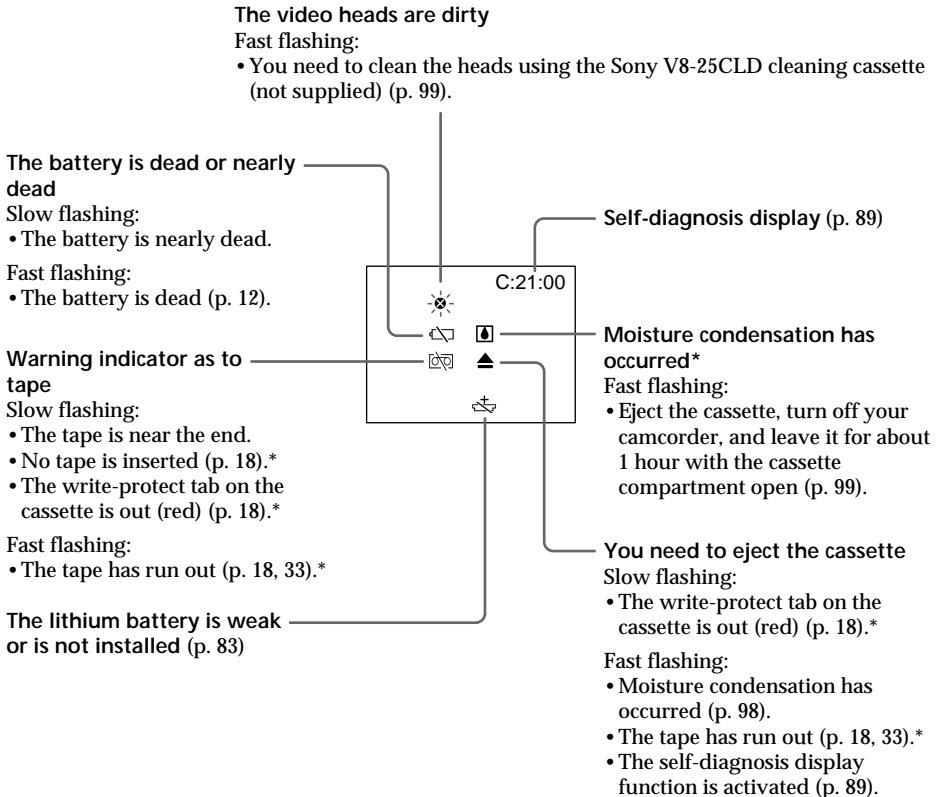 The video heads are dirty
Fast flashing:
•You need to clean the heads using the Sony V8-25CLD cleaning cassette
(not supplied) (p. 99).
The battery is dead or nearly
dead
Slow flashing:
•The battery is nearly dead.
Fast flashing:
•The battery is dead (p. 12).
Warning indicator as to
tape
Slow flashing:
•The tape is near the end.
•No tape is inserted (p. 18).*
•The write-protect tab on the
cassette is out (red) (p. 18).*
Fast flashing:
•The tape has run out (p. 18, 33).*
The lithium battery is weak
or is not installed (p. 83)
C:21:00
Self-diagnosis display (p. 89)
Moisture condensation has
occurred*
Fast flashing:
•Eject the cassette, turn off your
camcorder, and leave it for about
1 hour with the cassette
compartment open (p. 99).
You need to eject the cassette
Slow flashing:
•The write-protect tab on the
cassette is out (red) (p. 18).*
Fast flashing:
•Moisture condensation has
occurred (p. 98).
•The tape has run out (p. 18, 33).*
•The self-diagnosis display
function is activated (p. 89).